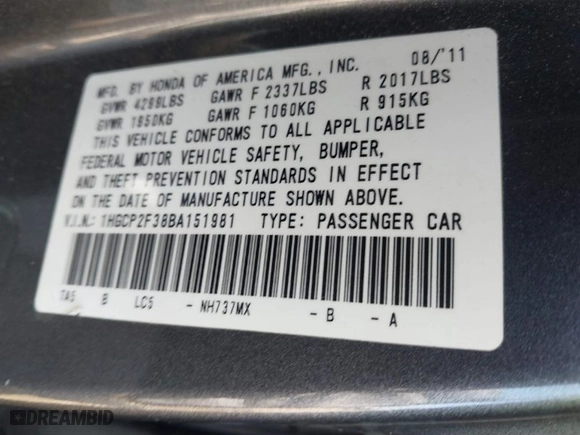 MFD. BY HONDA OF AMERICA MFG., INC. 08/'11
GVWR 4299LBS GAWR F 2337LBS R 2017LBS
GVWR 1950KG GAWR F 1060KG R 915KG
THIS VEHICLE CONFORMS TO ALL APPLICABLE
FEDERAL MOTOR VEHICLE SAFETY, BUMPER,
AND THEFT PREVENTION STANDARDS IN EFFECT
ON THE DATE OF MANUFACTURE SHOWN ABOVE.
V.I.N.: 1HGCP2F38BA151981 TYPE: PASSENGER CAR
TA5 B LC5 - NH737MX - B - A
DREAMBID